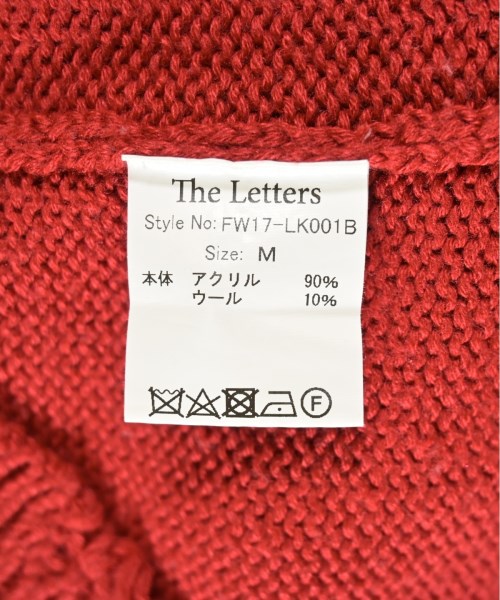 The Letters
Style No: FW17-LK001B
Size: M
本体 アクリル 90%
ウール 10%
F